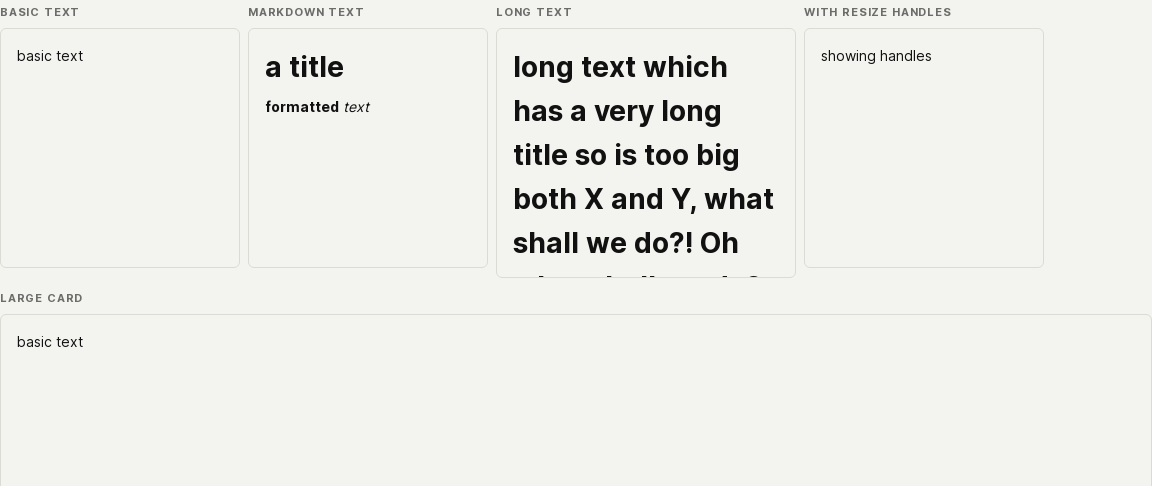 BASIC TEXT
basic text
MARKDOWN TEXT
a title
formatted text
LONG TEXT
long text which
has a very long
title so is too big
both X and Y, what
shall we do?! Oh
WITH RESIZE HANDLES
showing handles
LARGE CARD
basic text